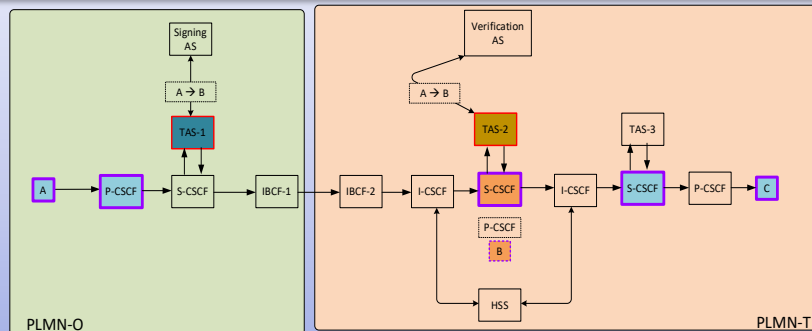 Signing
AS
Verification
AS
A → B
A → B
TAS-1
TAS-2
TAS-3
A
P-CSCF
S-CSCF
IBCF-1
IBCF-2
I-CSCF
S-CSCF
I-CSCF
S-CSCF
P-CSCF
C
P-CSCF
B
HSS
PLMN-O
PLMN-T